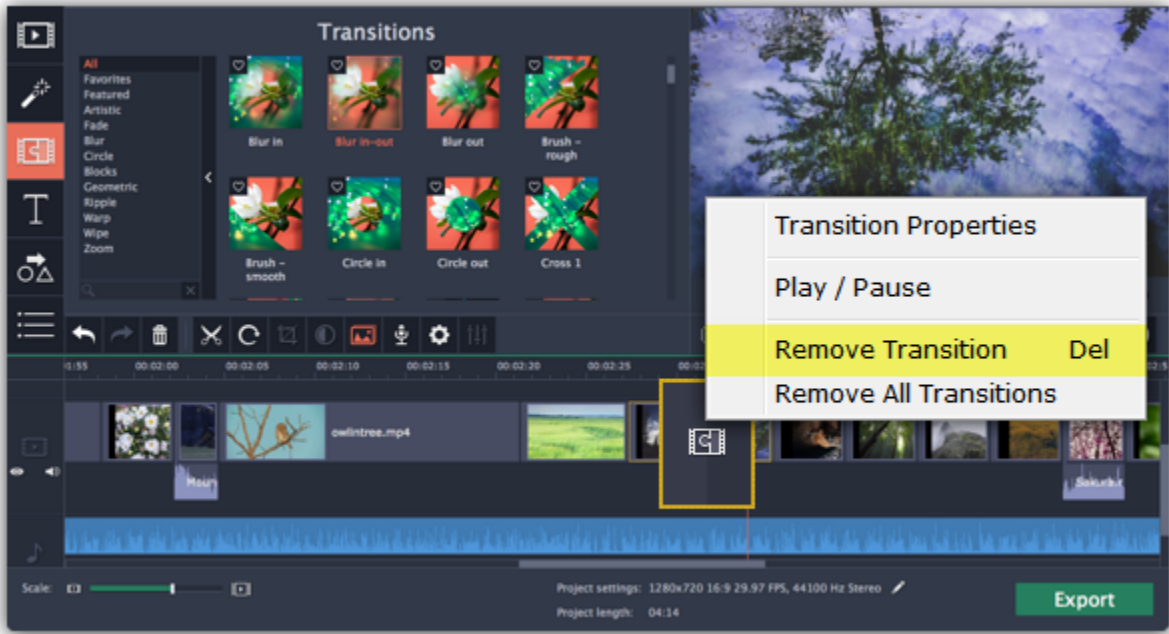 Transitions
All
Favorites
Featured
Artistic
Fade
Blur
Circle
Blocks
Geometric
Ripple
Warp
Wipe
Zoom
Blur in
Blur in-out
Blur out
Brush –
rough
Brush –
smooth
Circle in
Circle out
Cross 1
Transition Properties
Play / Pause
Remove Transition Del
Remove All Transitions
00:02:00 00:02:05 00:02:10 00:02:15 00:02:20 00:02:25
owlintree.mp4
Scale:
Project settings: 1280x720 16:9 29.97 FPS, 44100 Hz Stereo
Project length: 04:14
Export